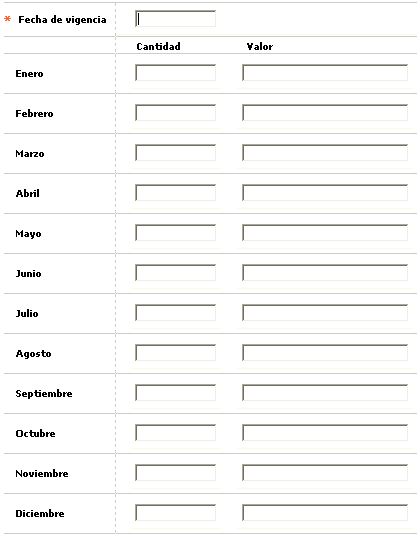 * Fecha de vigencia
Cantidad Valor
Enero
Febrero
Marzo
Abril
Mayo
Junio
Julio
Agosto
Septiembre
Octubre
Noviembre
Diciembre